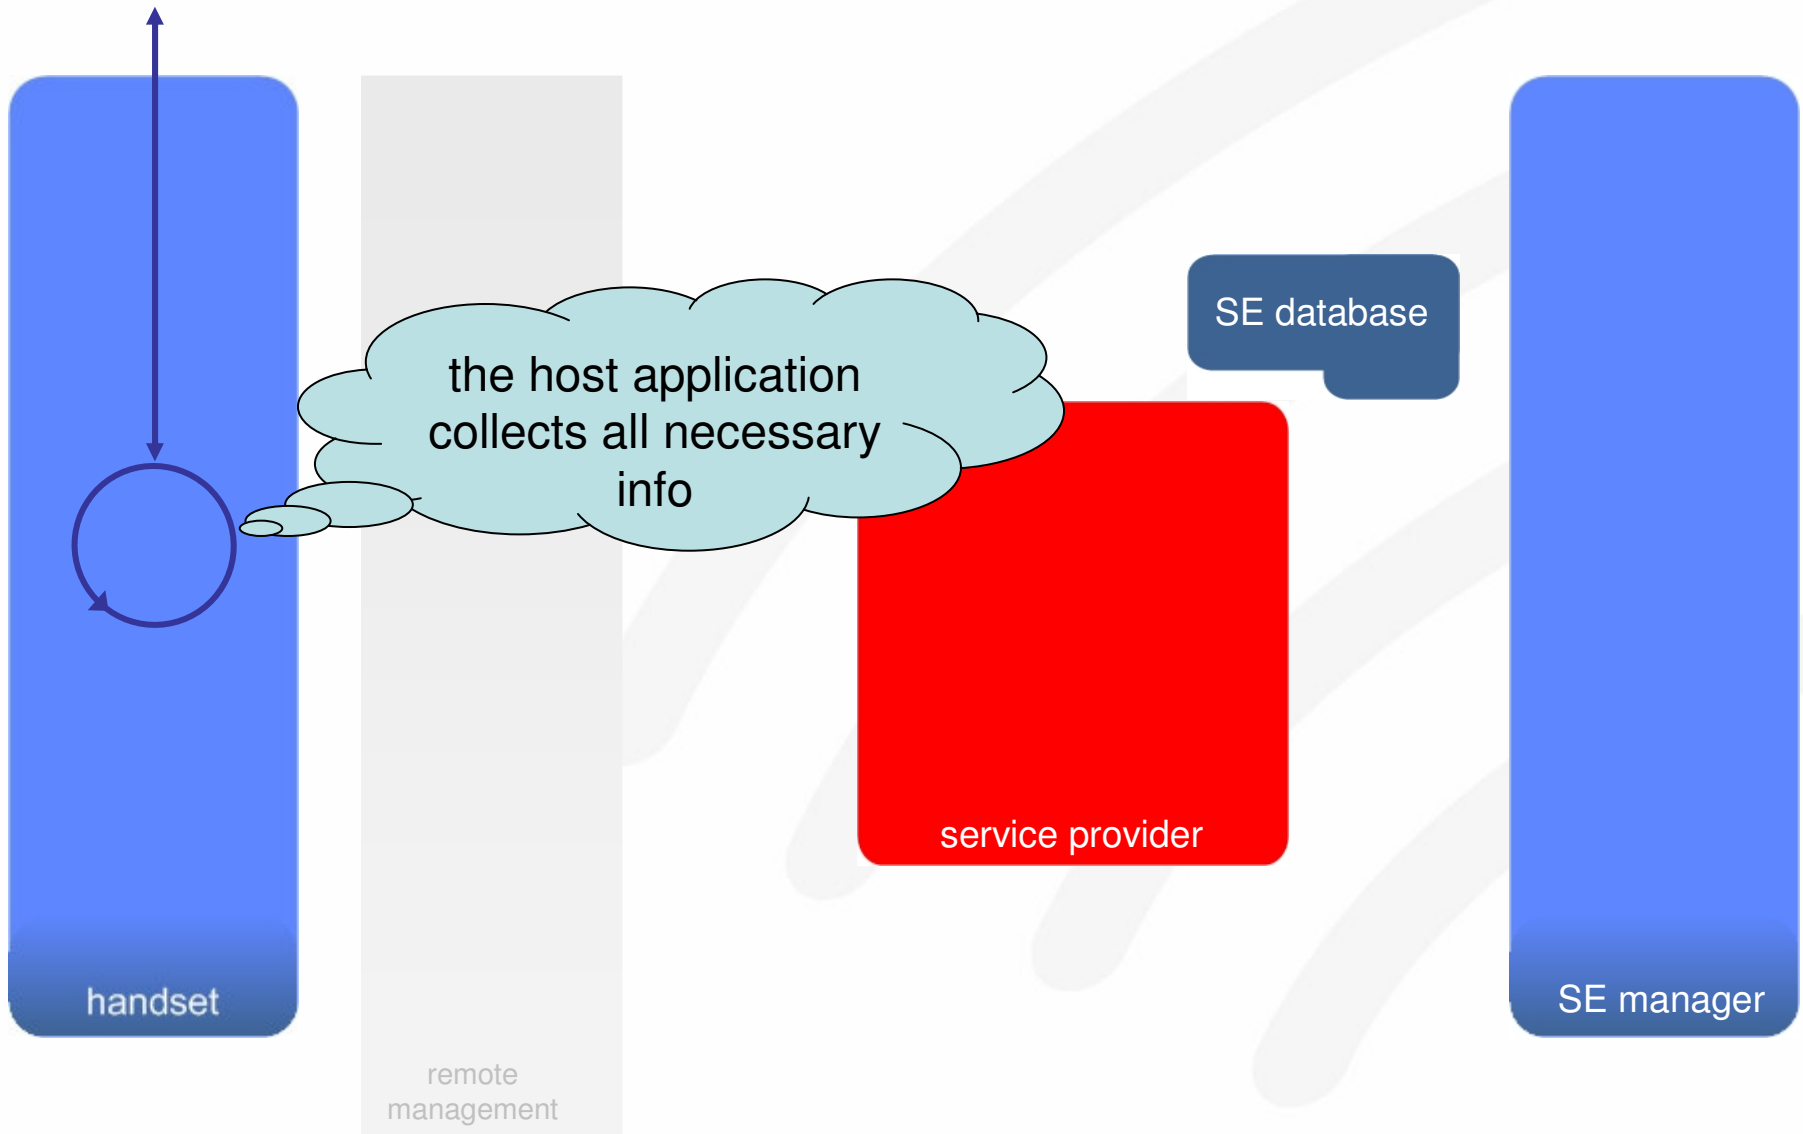 the host application
collects all necessary
info
SE database
service provider
handset
SE manager
remote
management